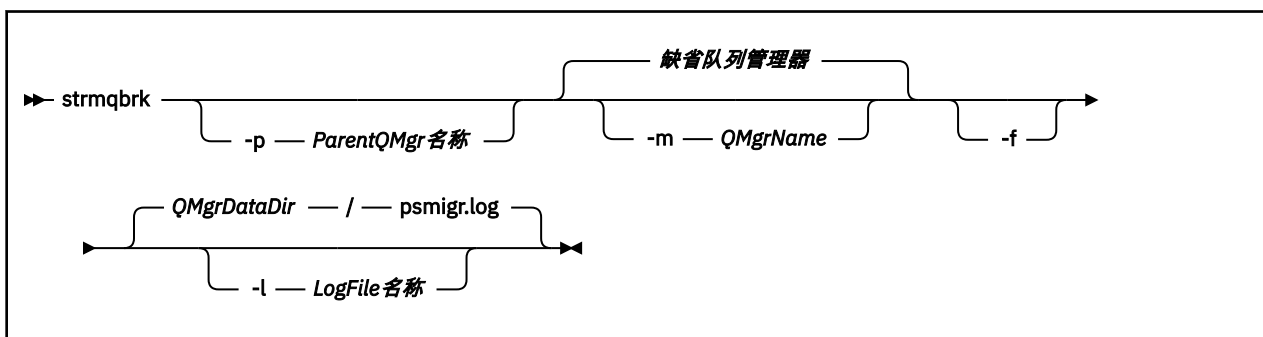 缺省队列管理器
strmqbrk
-p ParentQMgr名称
-m QMgrName
-f
QMgrDataDir / psmigr.log
-l LogFile名称